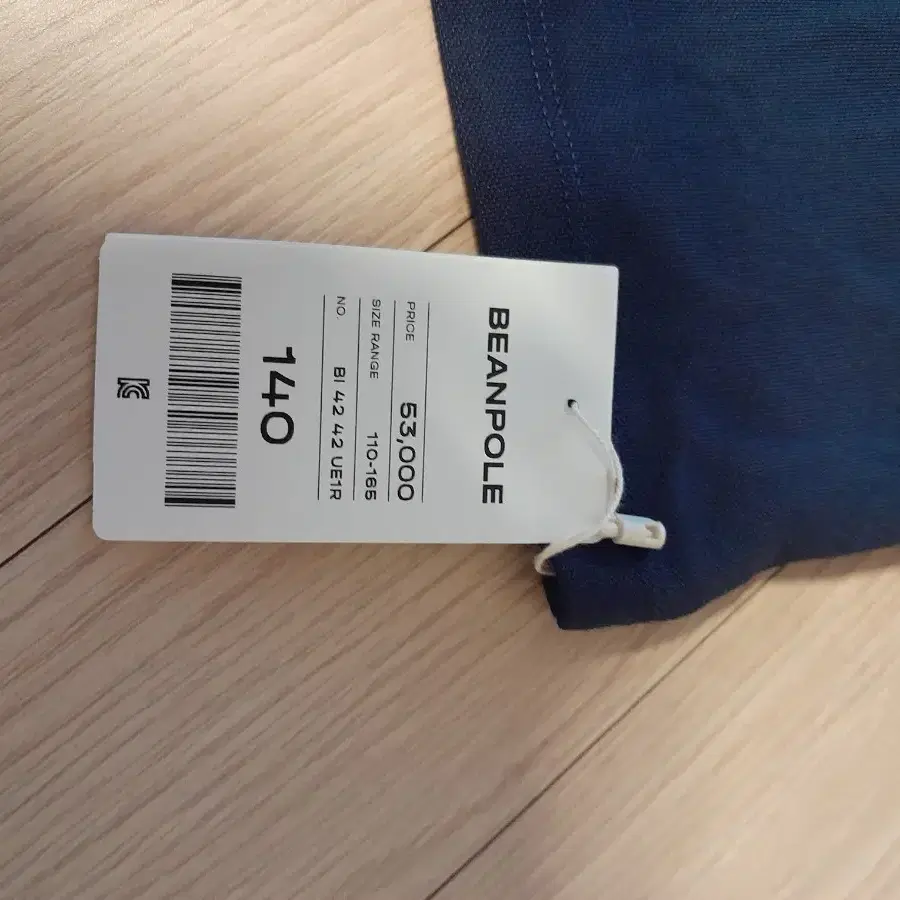 BEANPOLE
PRICE 53,000
SIZE RANGE 110-165
NO. BI 42 42 UE1R
140